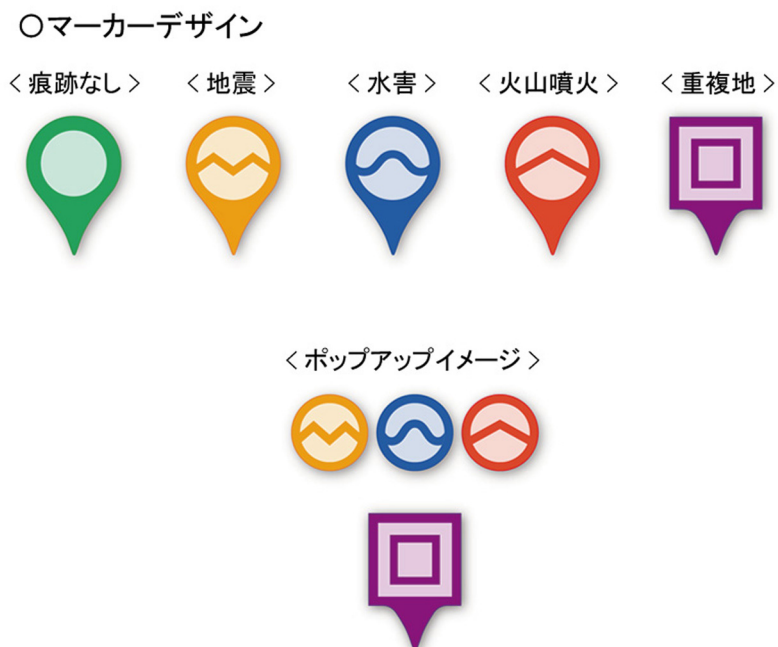 ○マーカーデザイン
＜痕跡なし＞ ＜地震＞ ＜水害＞ ＜火山噴火＞ ＜重複地＞
＜ポップアップイメージ＞